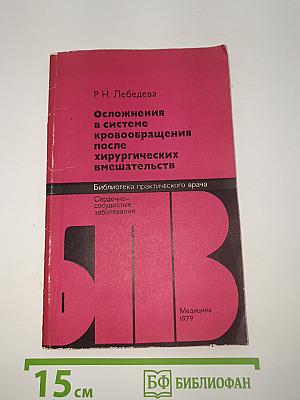 Р. Н. Лебедева
Осложнения
в системе
кровообращения
после
хирургических
вмешательств
Библиотека практического врача
Сердечно-
сосудистые
заболевания
БПВ
Медицина
1979
15 см
БФ БИБЛИОФАН